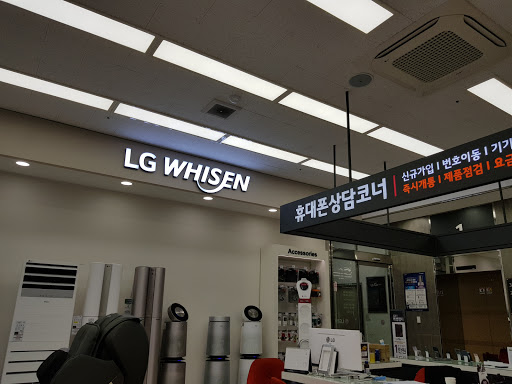 LG WHISEN
휴대폰상담코너
신규가입 | 번호이동 | 기기
즉시개통 | 제품점검 | 요금
Accessories
1